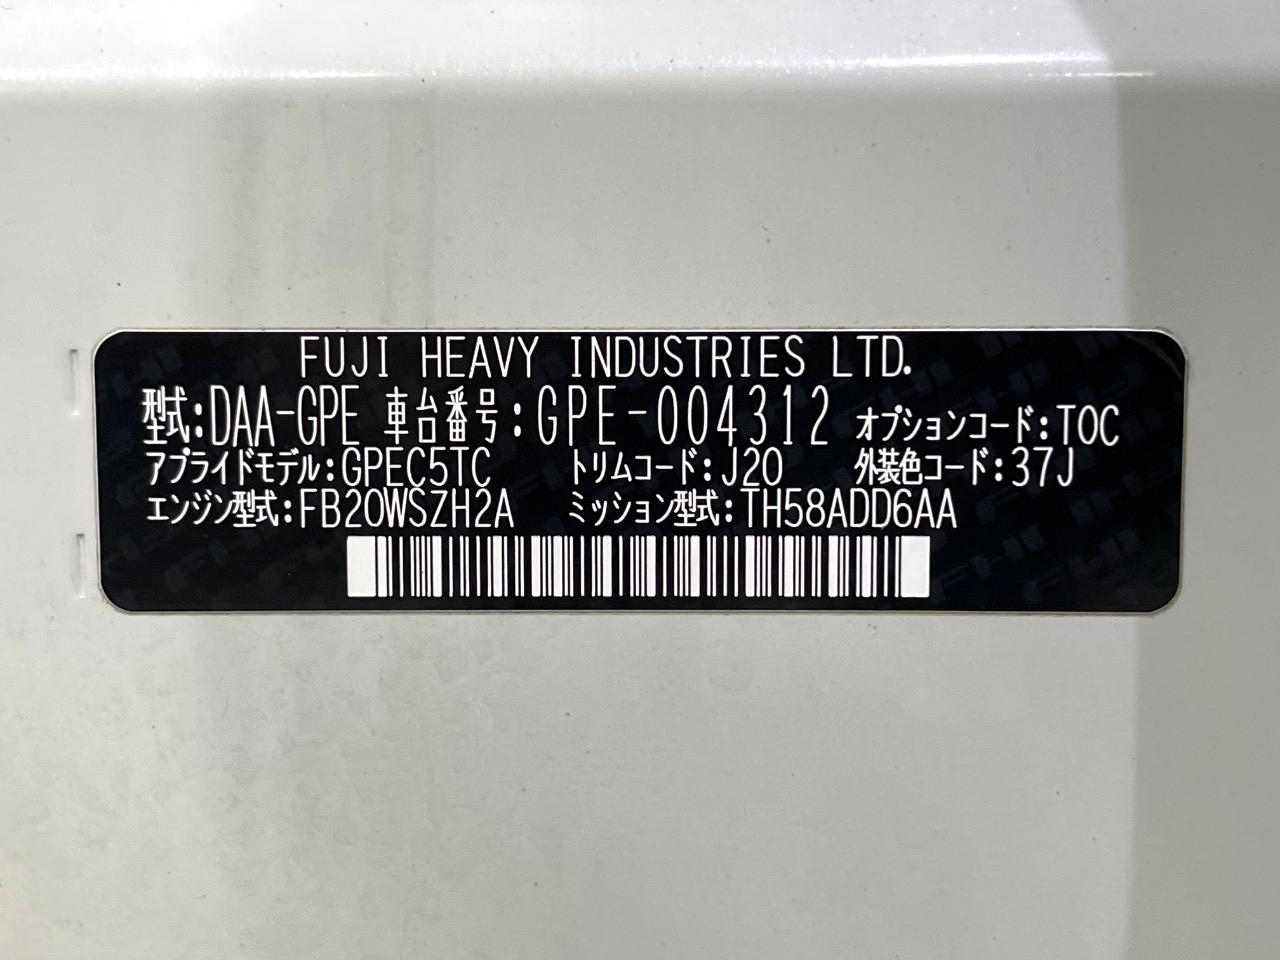 FUJI HEAVY INDUSTRIES LTD.
型式:DAA-GPE 車台番号:GPE-004312 オプションコード:TOC
アプライドモデル:GPEC5TC トリムコード:J20 外装色コード:37J
エンジン型式:FB20WSZH2A ミッション型式:TH58ADD6AA